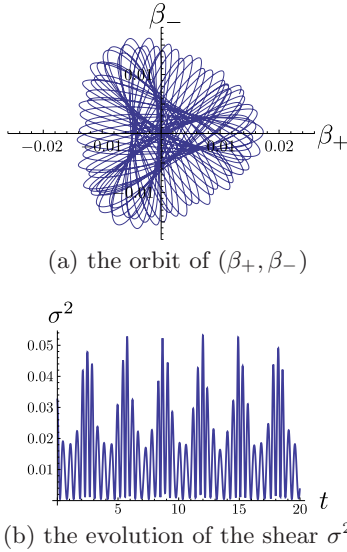 β₋
0.01
−0.02 −0.01 0.01 0.02 β₊
−0.01
(a) the orbit of (β₊, β₋)
σ²
0.05
0.04
0.03
0.02
0.01
5 10 15 20 t
(b) the evolution of the shear σ²